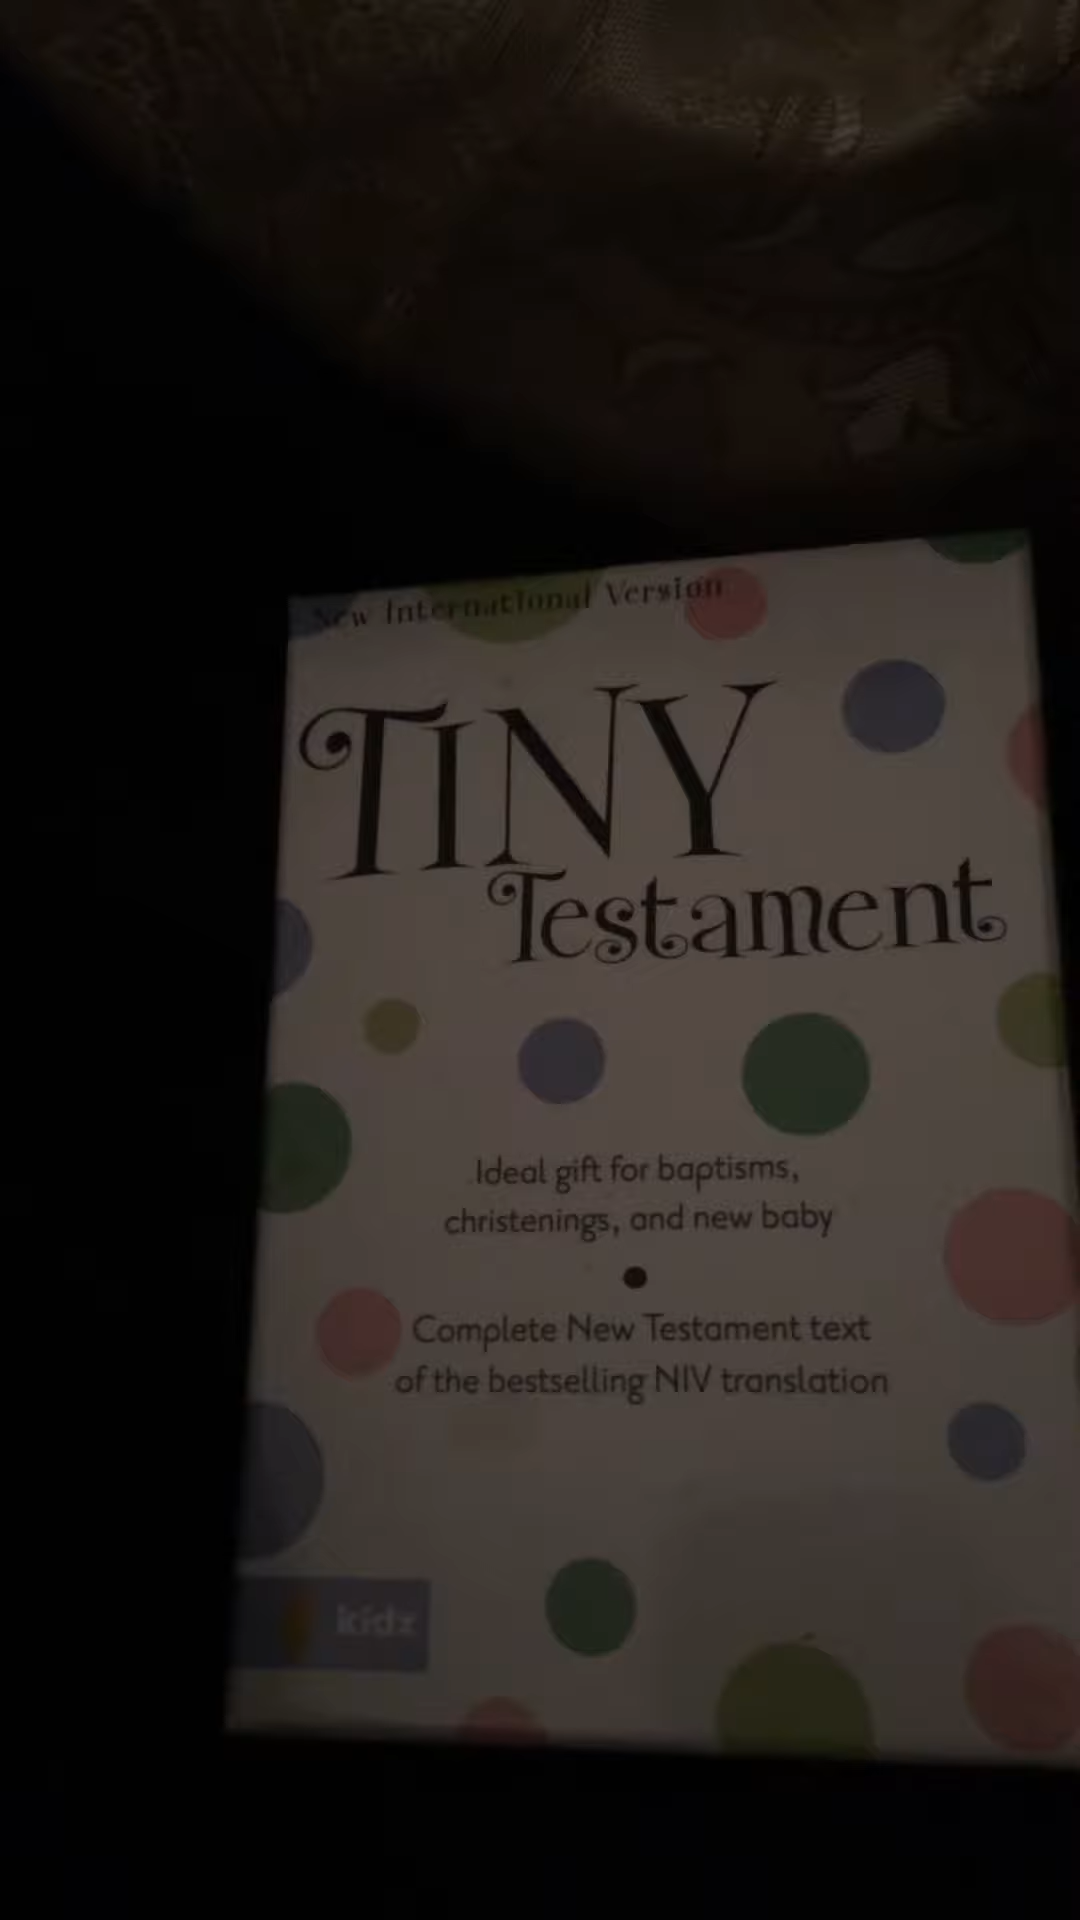 New International Version
TINY
Testament
Ideal gift for baptisms,
christenings, and new baby
Complete New Testament text
of the bestselling NIV translation
kidz